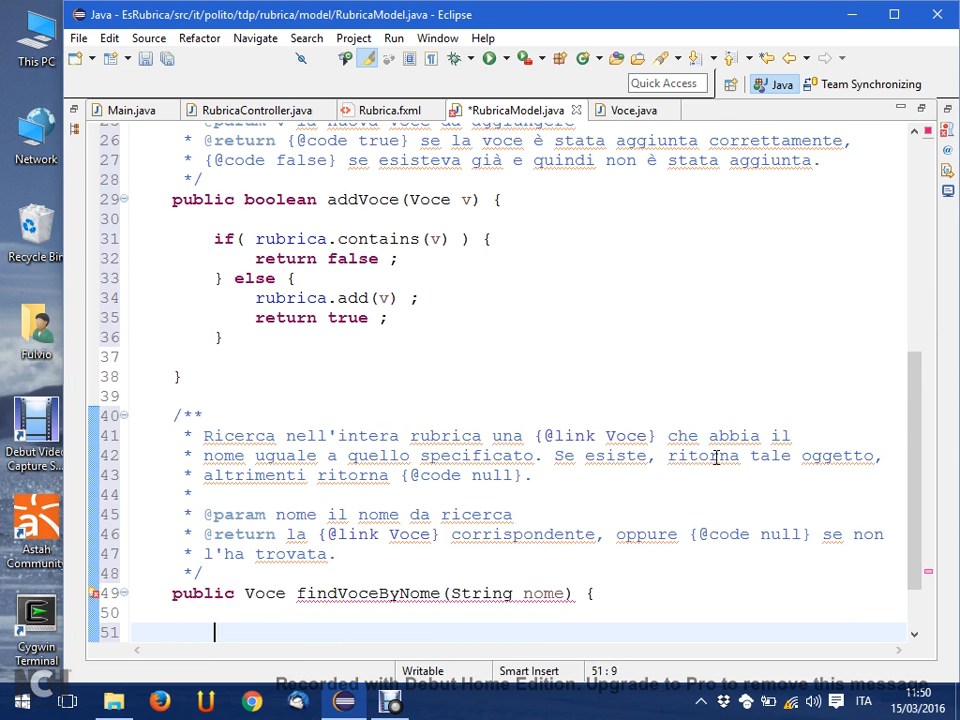 Java - EsRubrica/src/it/polito/tdp/rubrica/model/RubricaModel.java - Eclipse
File Edit Source Refactor Navigate Search Project Run Window Help
Quick Access
Java
Team Synchronizing
Main.java
RubricaController.java
Rubrica.fxml
*RubricaModel.java
Voce.java
This PC
Network
Recycle Bin
Fulvio
Debut Video
Capture S...
Astah
Community
Cygwin
Terminal
25 * @param v la nuova voce da aggiungere
26 * @return {@code true} se la voce è stata aggiunta correttamente,
27 * {@code false} se esisteva già e quindi non è stata aggiunta.
28 */
29 public boolean addVoce(Voce v) {
30
31 if( rubrica.contains(v) ) {
32 return false ;
33 } else {
34 rubrica.add(v) ;
35 return true ;
36 }
37
38 }
39
40 /**
41 * Ricerca nell'intera rubrica una {@link Voce} che abbia il
42 * nome uguale a quello specificato. Se esiste, ritorna tale oggetto,
43 * altrimenti ritorna {@code null}.
44 *
45 * @param nome il nome da ricerca
46 * @return la {@link Voce} corrispondente, oppure {@code null} se non
47 * l'ha trovata.
48 */
49 public Voce findVoceByNome(String nome) {
50
51
Writable
Smart Insert
51 : 9
Recorded with Debut Home Edition. Upgrade to Pro to remove this message
ITA
11:50
15/03/2016